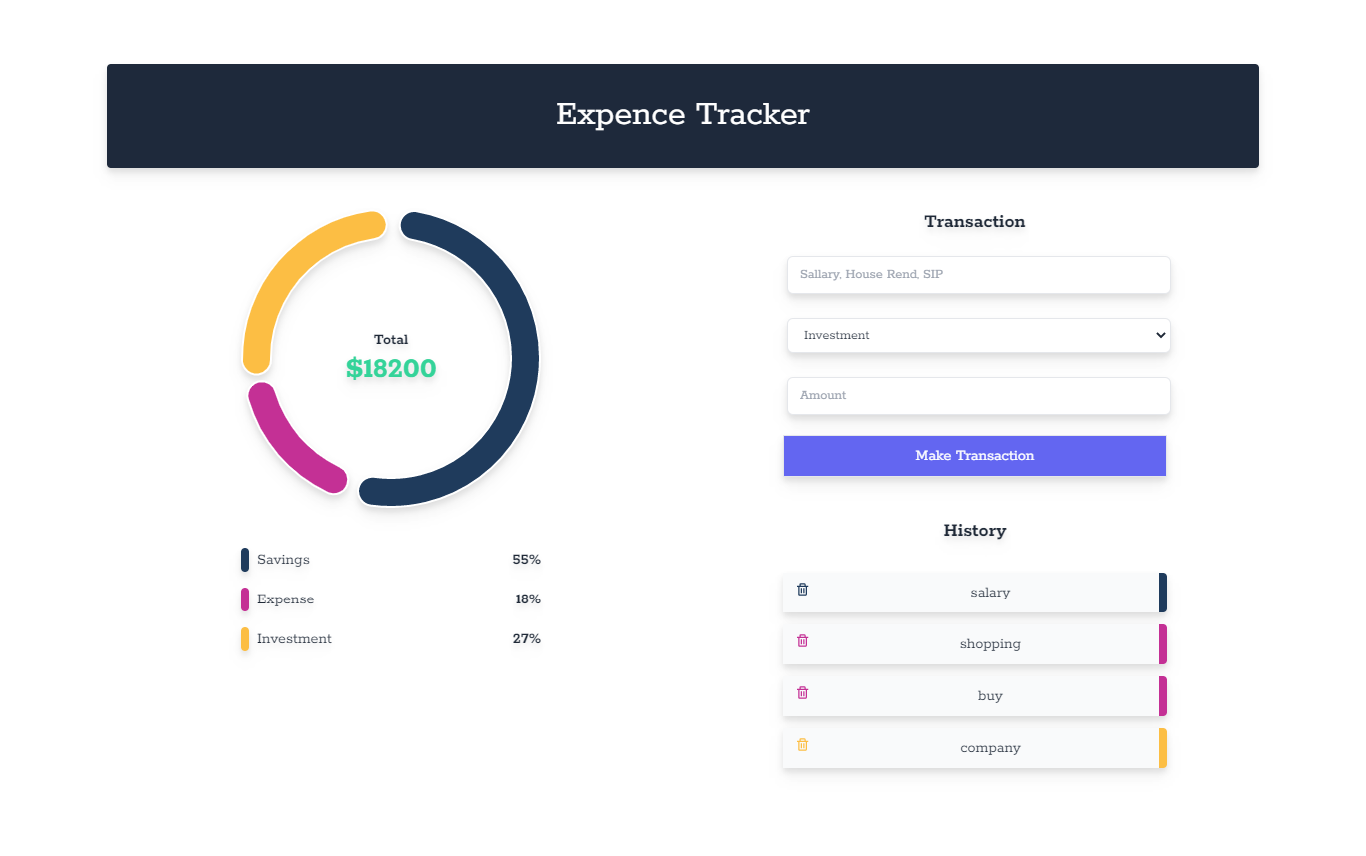 Expence Tracker
Total
$18200
Savings 55%
Expense 18%
Investment 27%
Transaction
Sallary, House Rend, SIP
Investment
Amount
Make Transaction
History
salary
shopping
buy
company